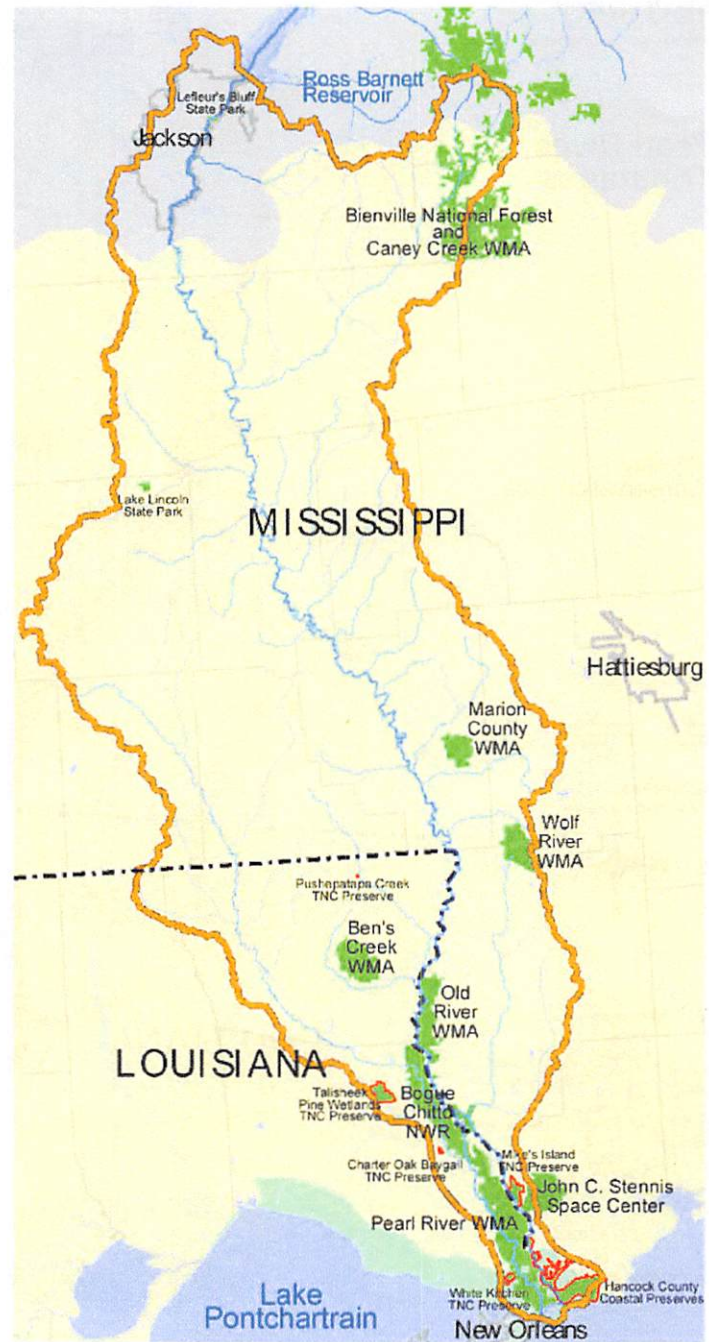 Ross Barnett
Reservoir
Lefleur's Bluff
State Park
Jackson
Bienville National Forest
and
Caney Creek WMA
Lake Lincoln
State Park
MISSISSIPPI
Hattiesburg
Marion
County
WMA
Wolf
River
WMA
Pushepatapa Creek
TNC Preserve
Ben's
Creek
WMA
Old
River
WMA
LOUISIANA
Talisheek
Pine Wetlands
TNC Preserve
Bogue
Chitto
NWR
Charter Oak Baygall
TNC Preserve
Mike's Island
TNC Preserve
John C. Stennis
Space Center
Pearl River WMA
White Kitchen
TNC Preserve
Hancock County
Coastal Preserves
Lake
Pontchartrain
New Orleans